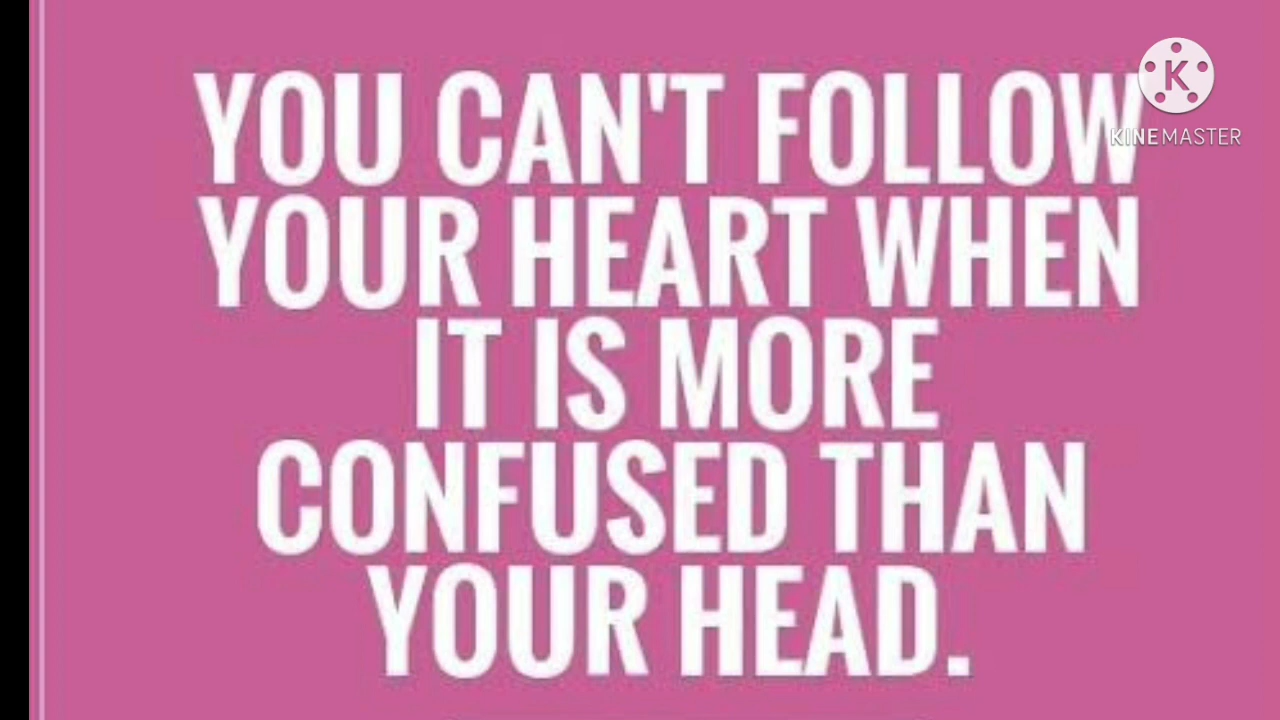 YOU CAN'T FOLLOW
YOUR HEART WHEN
IT IS MORE
CONFUSED THAN
YOUR HEAD.
K
KINEMASTER